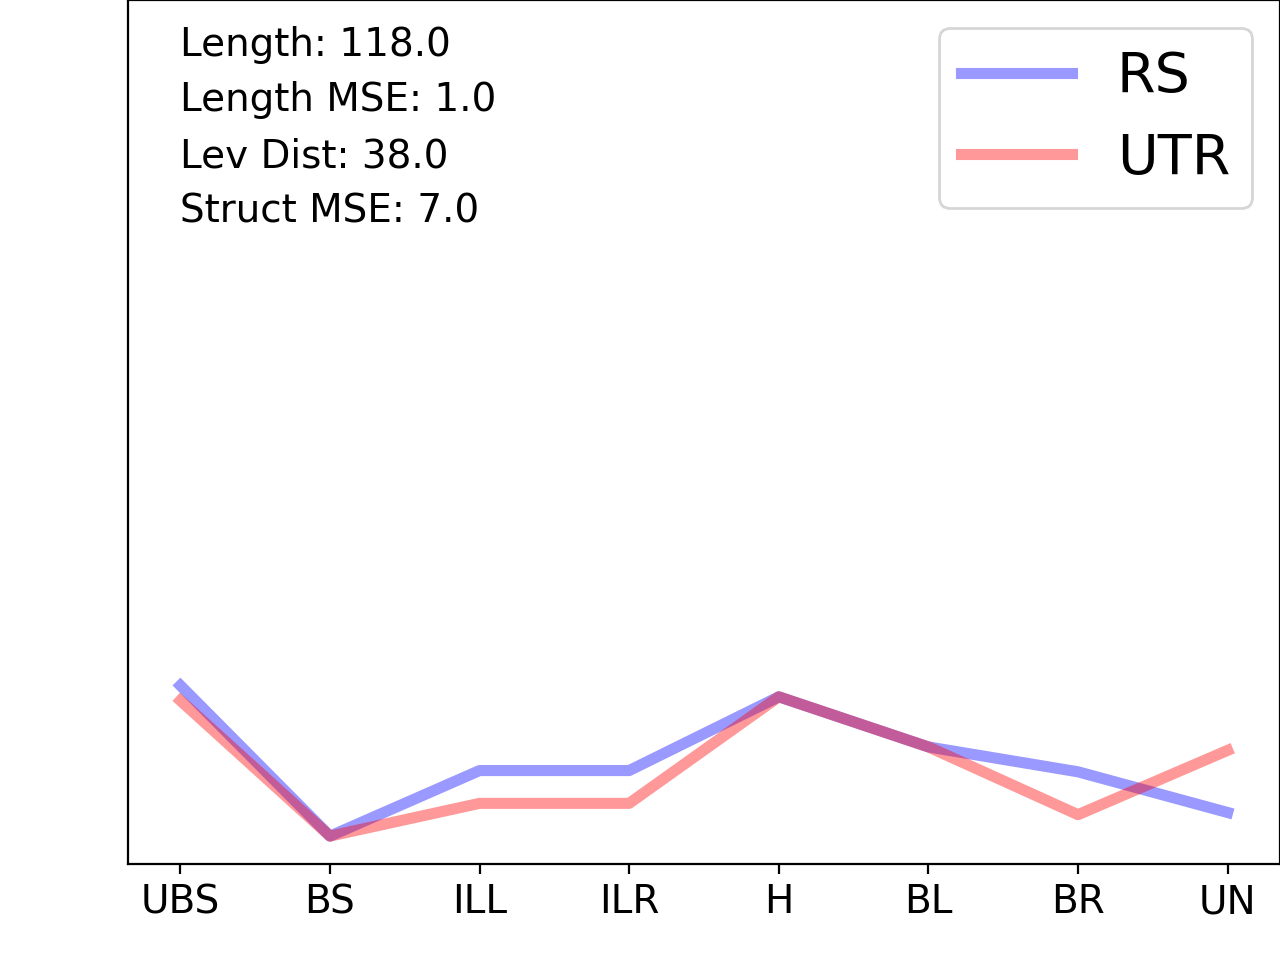 Length: 118.0
Length MSE: 1.0
Lev Dist: 38.0
Struct MSE: 7.0
RS
UTR
UBS BS ILL ILR H BL BR UN